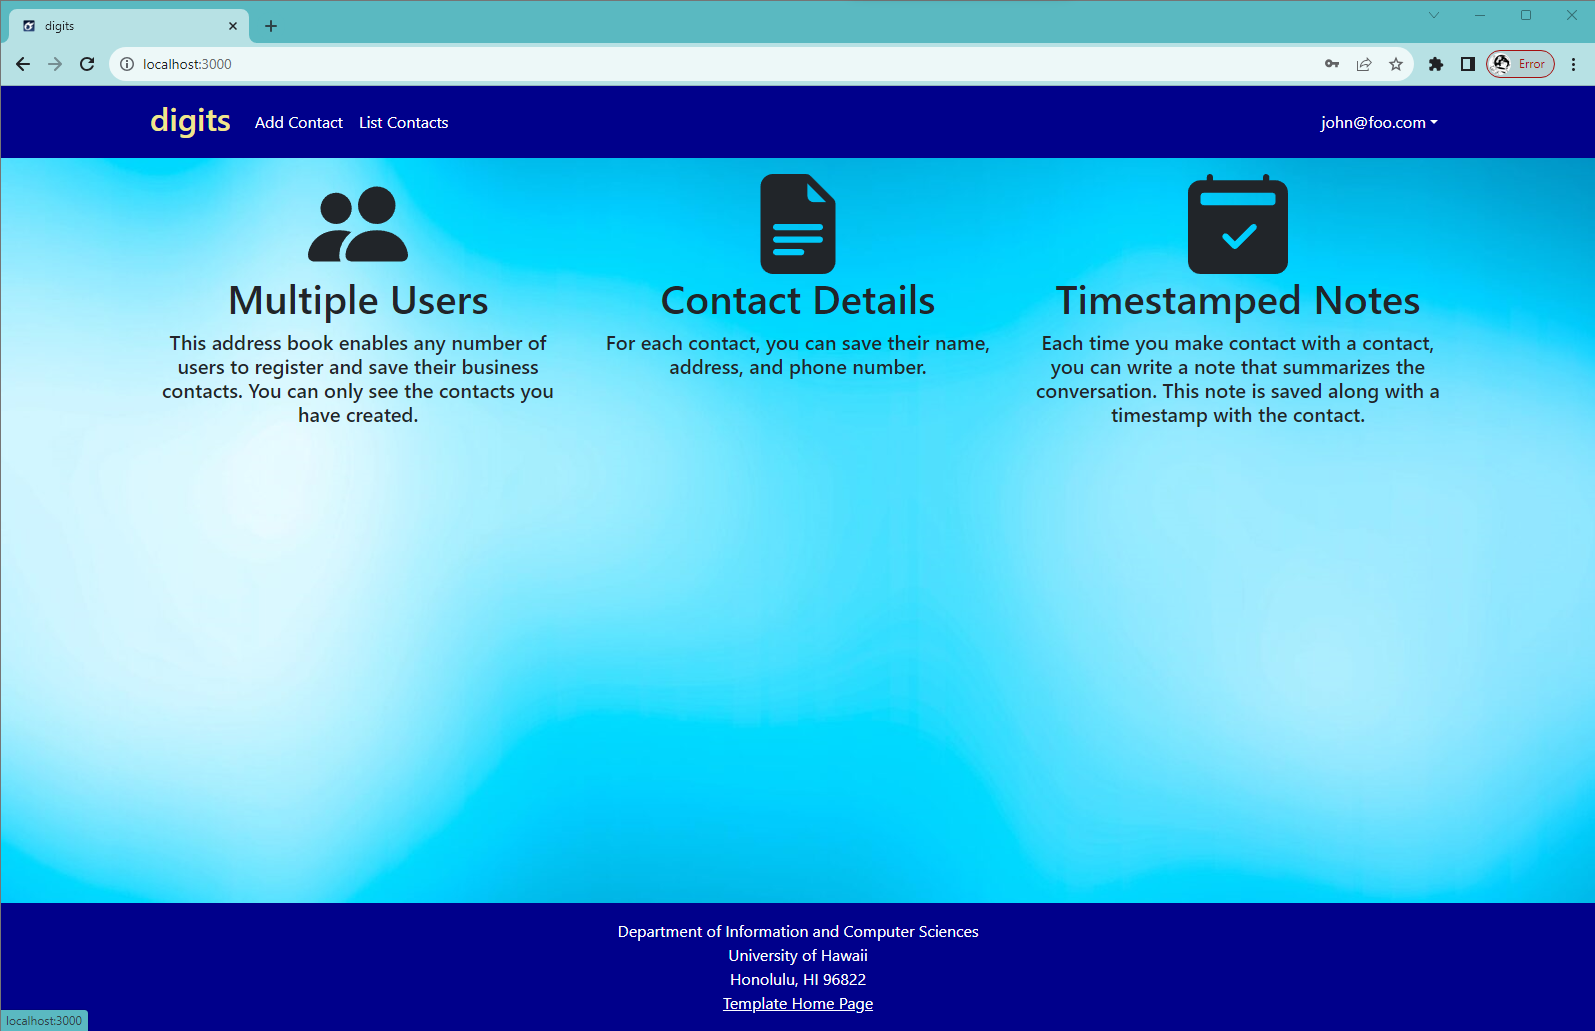 digits
localhost:3000
Error
digits
Add Contact
List Contacts
john@foo.com
Multiple Users
This address book enables any number of
users to register and save their business
contacts. You can only see the contacts you
have created.
Contact Details
For each contact, you can save their name,
address, and phone number.
Timestamped Notes
Each time you make contact with a contact,
you can write a note that summarizes the
conversation. This note is saved along with a
timestamp with the contact.
Department of Information and Computer Sciences
University of Hawaii
Honolulu, HI 96822
Template Home Page
localhost:3000